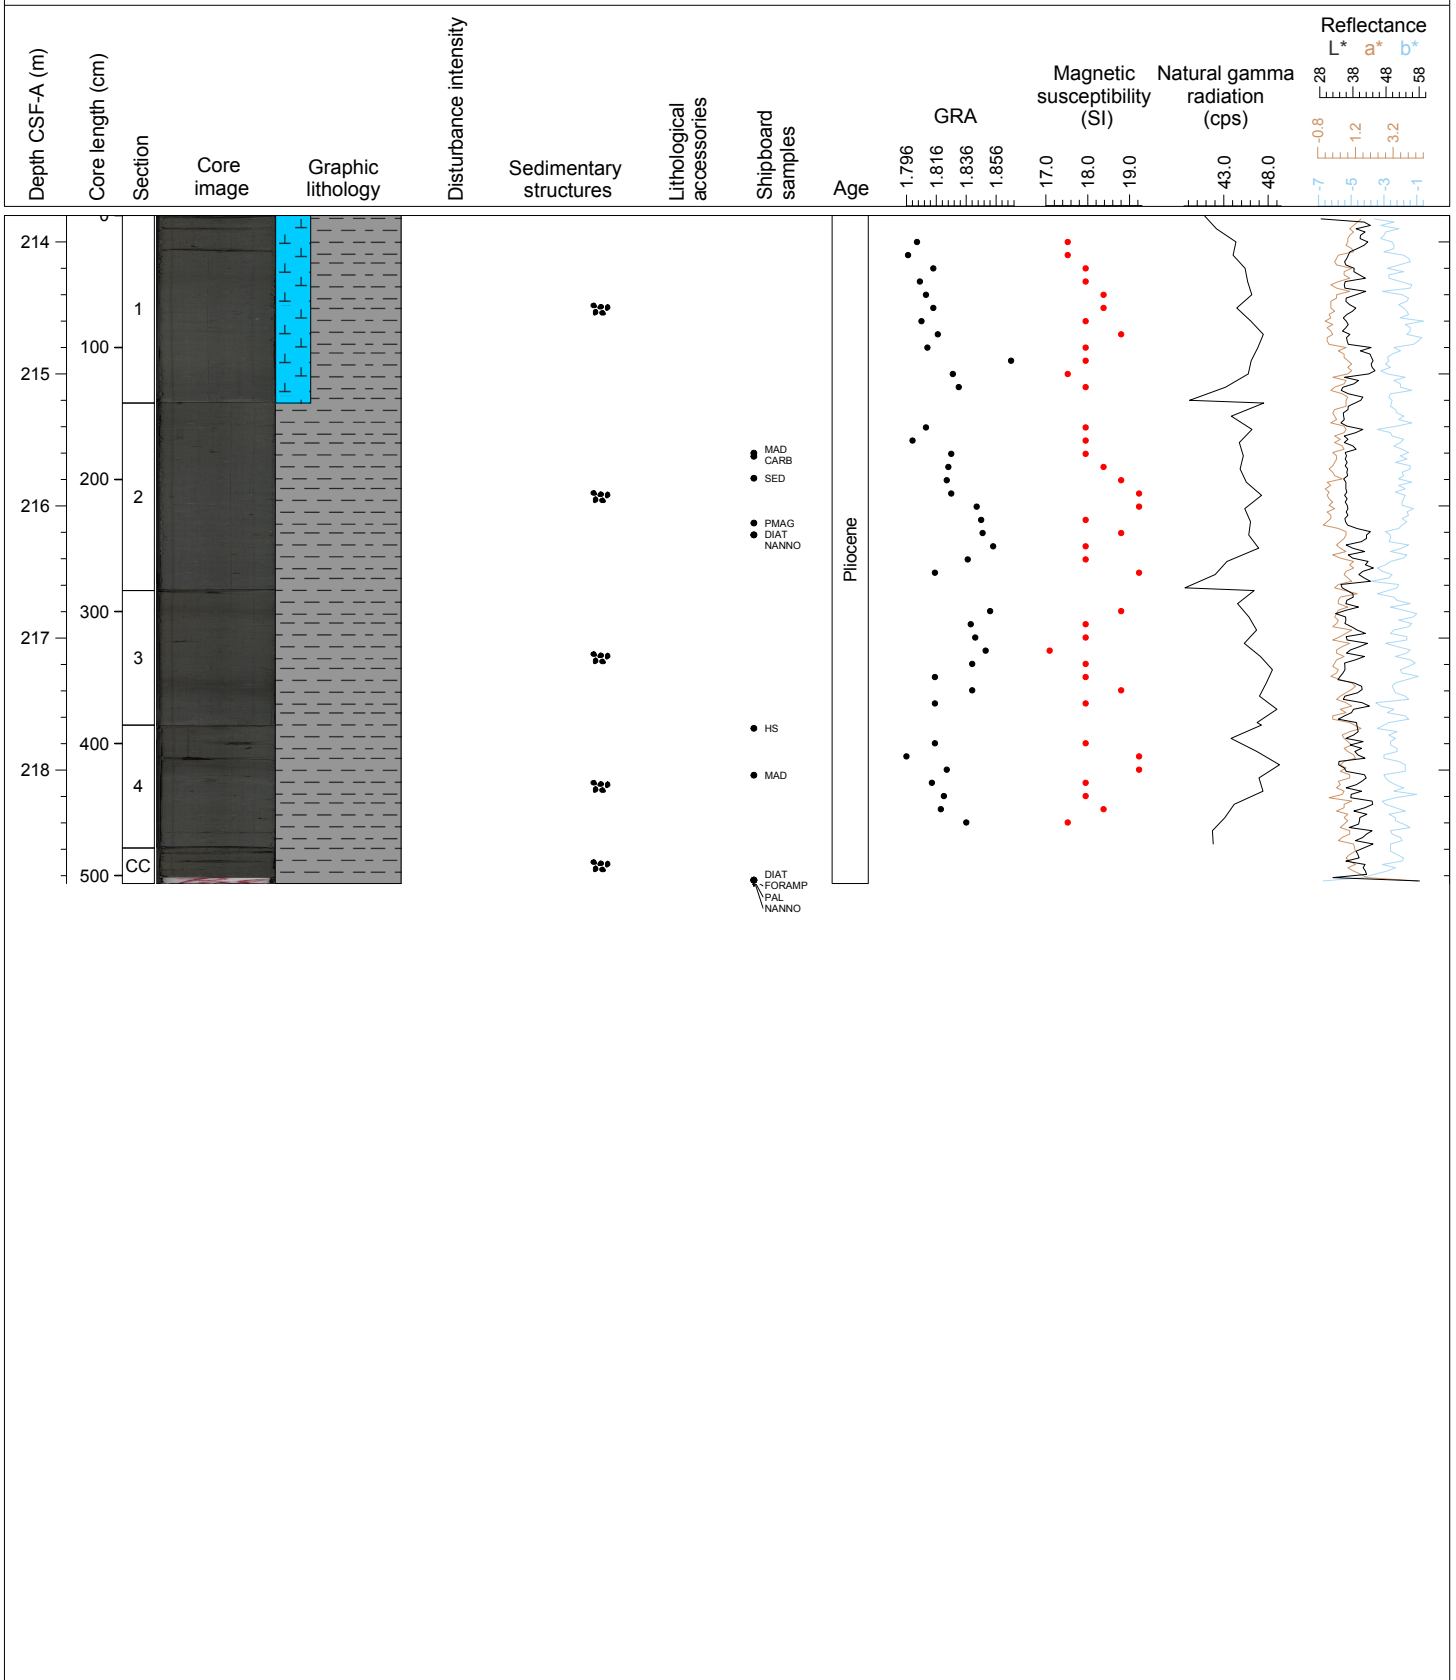 Depth CSF-A (m)
Core length (cm)
Section
Core
image
Graphic
lithology
Disturbance intensity
Sedimentary
structures
Lithological
accessories
Shipboard
samples
Age
GRA
1.796
1.816
1.836
1.856
Magnetic
susceptibility
(SI)
17.0
18.0
19.0
Natural gamma
radiation
(cps)
43.0
48.0
Reflectance
L* a* b*
28
38
48
58
-0.8
1.2
3.2
-7
-5
-3
-1
0
214
1
100
215
MAD
CARB
200
SED
2
216
PMAG
DIAT
NANNO
Pliocene
300
217
3
HS
400
218
MAD
4
CC
500
DIAT
FORAMP
PAL
NANNO